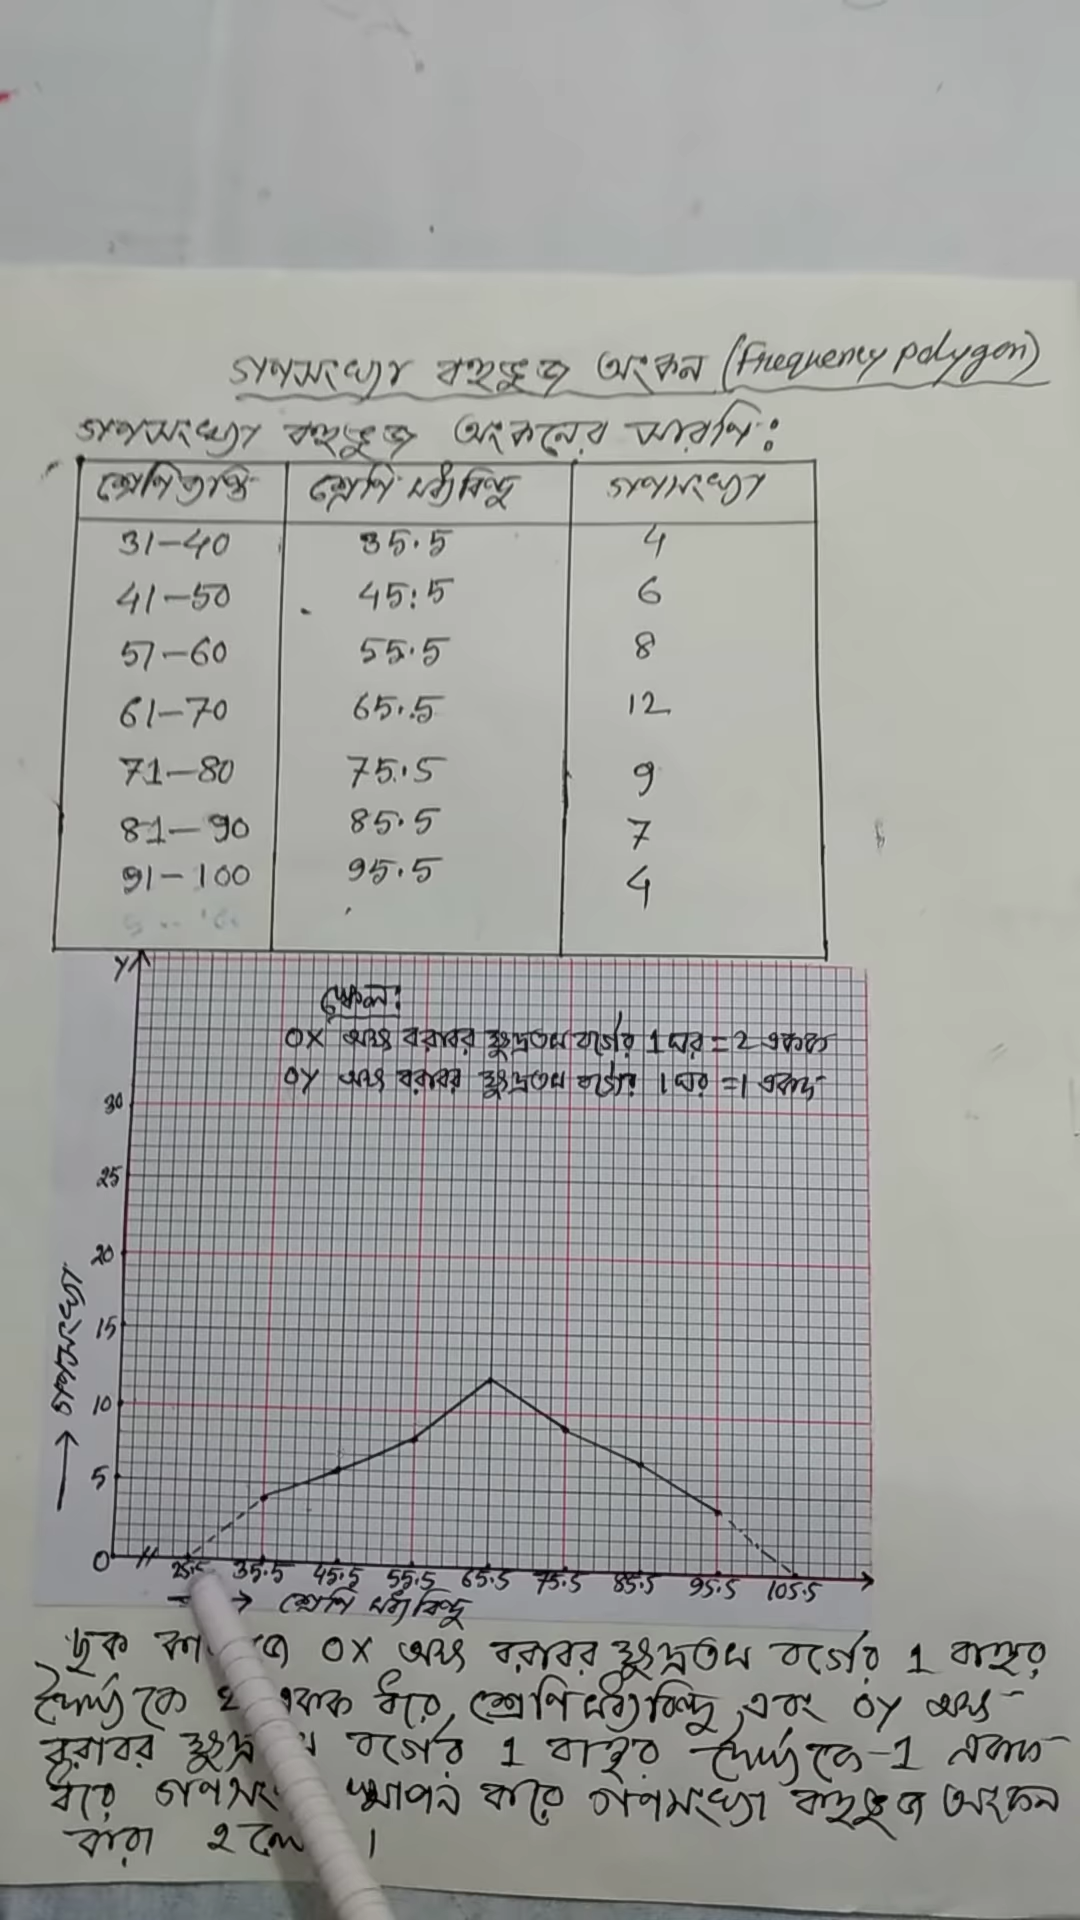 গণসংখ্যা বহুভুজ অংকন (frequency polygon)
গণসংখ্যা বহুভুজ অংকনের সারণি:
শ্রেণিব্যাপ্তি শ্রেণি মধ্যবিন্দু গণসংখ্যা
31-40 35.5 4
41-50 45.5 6
51-60 55.5 8
61-70 65.5 12
71-80 75.5 9
81-90 85.5 7
91-100 95.5 4
Y
স্কেল:
OX অক্ষ বরাবর ক্ষুদ্রতম বর্গের 1 ঘর = 2 একক
OY অক্ষ বরাবর ক্ষুদ্রতম বর্গের 1 ঘর = 1 একক
30
25
20
15
10
5
0
গণসংখ্যা
25.5 35.5 45.5 55.5 65.5 75.5 85.5 95.5 105.5
শ্রেণি মধ্যবিন্দু
ছক OX অক্ষ বরাবর ক্ষুদ্রতম বর্গের 1 বাহুর
দৈর্ঘ্যকে 2 একক ধরে শ্রেণি মধ্যবিন্দু এবং OY অক্ষ
বরাবর বর্গের 1 বাহুর দৈর্ঘ্যকে 1 একক
ধরে স্থাপন করে গণসংখ্যা বহুভুজ অংকন
করা হলো।